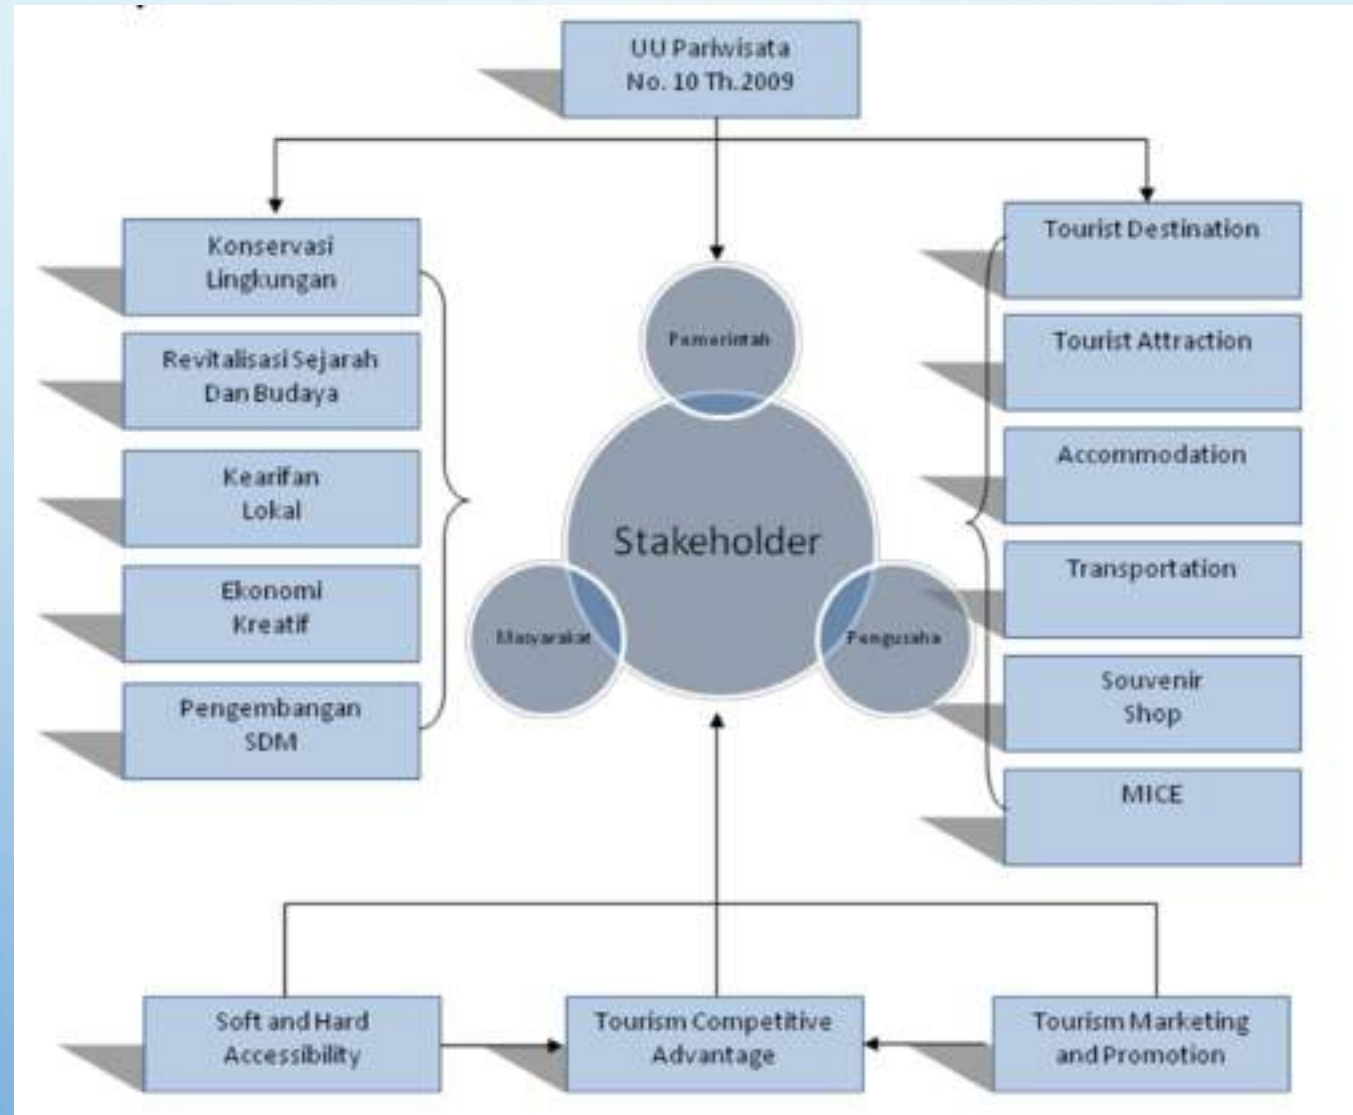 UU Pariwisata
No. 10 Th.2009
Konservasi
Lingkungan
Revitalisasi Sejarah
Dan Budaya
Kearifan
Lokal
Ekonomi
Kreatif
Pengembangan
SDM
Pemerintah
Stakeholder
Masyarakat
Pengusaha
Tourist Destination
Tourist Attraction
Accommodation
Transportation
Souvenir
Shop
MICE
Soft and Hard
Accessibility
Tourism Competitive
Advantage
Tourism Marketing
and Promotion